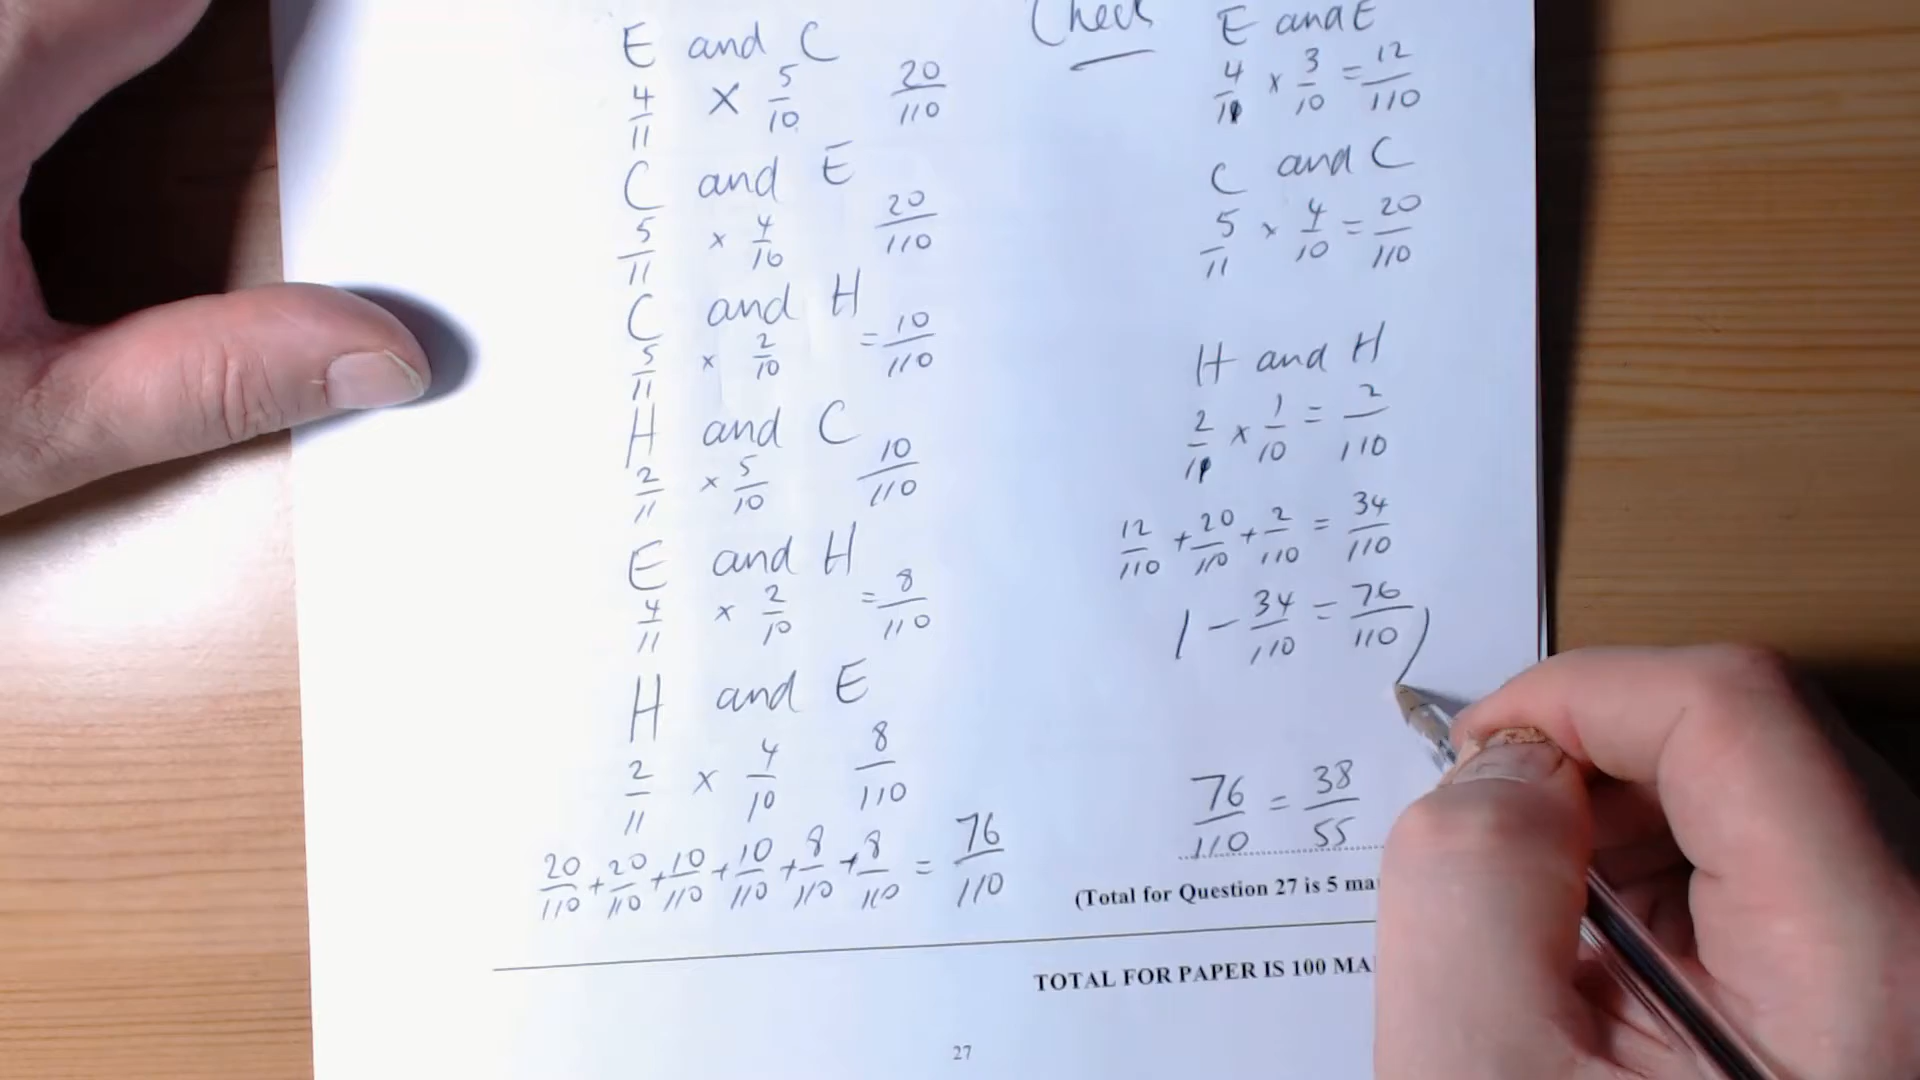 E and C
4/11 × 5/10 20/110
C and E
5/11 × 4/10 20/110
C and H
5/11 × 2/10 = 10/110
H and C
2/11 × 5/10 10/110
E and H
4/11 × 2/10 = 8/110
H and E
2/11 × 4/10 8/110
20/110 + 20/110 + 10/110 + 10/110 + 8/110 + 8/110 = 76/110
Check
E and E
4/11 × 3/10 = 12/110
C and C
5/11 × 4/10 = 20/110
H and H
2/11 × 1/10 = 2/110
12/110 + 20/110 + 2/110 = 34/110
1 - 34/110 = 76/110
76/110 = 38/55
(Total for Question 27 is 5 ma
TOTAL FOR PAPER IS 100 MA
27